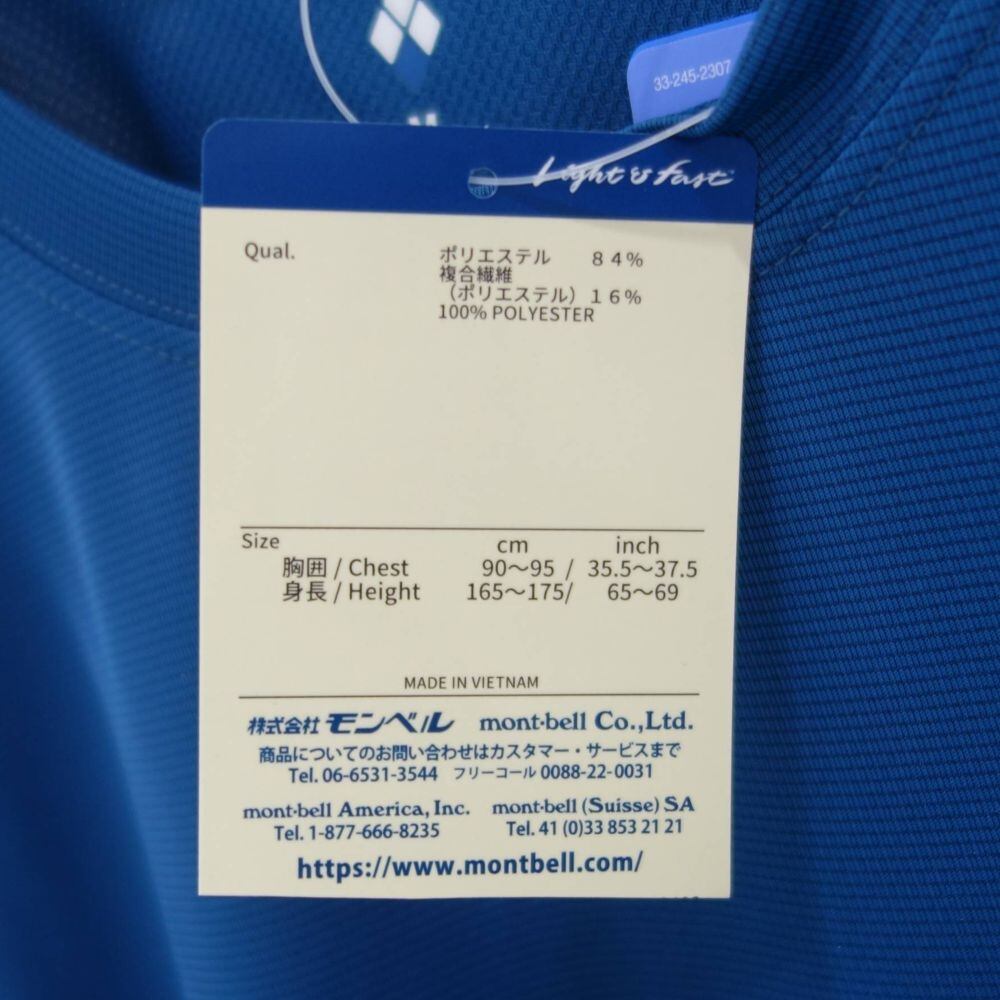 33-245-2307
Light & Fast
Qual.
ポリエステル 84%
複合繊維
（ポリエステル）16%
100% POLYESTER
Size cm inch
胸囲 / Chest 90～95 / 35.5～37.5
身長 / Height 165～175/ 65～69
MADE IN VIETNAM
株式会社 モンベル mont-bell Co.,Ltd.
商品についてのお問い合わせはカスタマー・サービスまで
Tel. 06-6531-3544 フリーコール 0088-22-0031
mont-bell America, Inc. mont-bell (Suisse) SA
Tel. 1-877-666-8235 Tel. 41 (0)33 853 21 21
https://www.montbell.com/